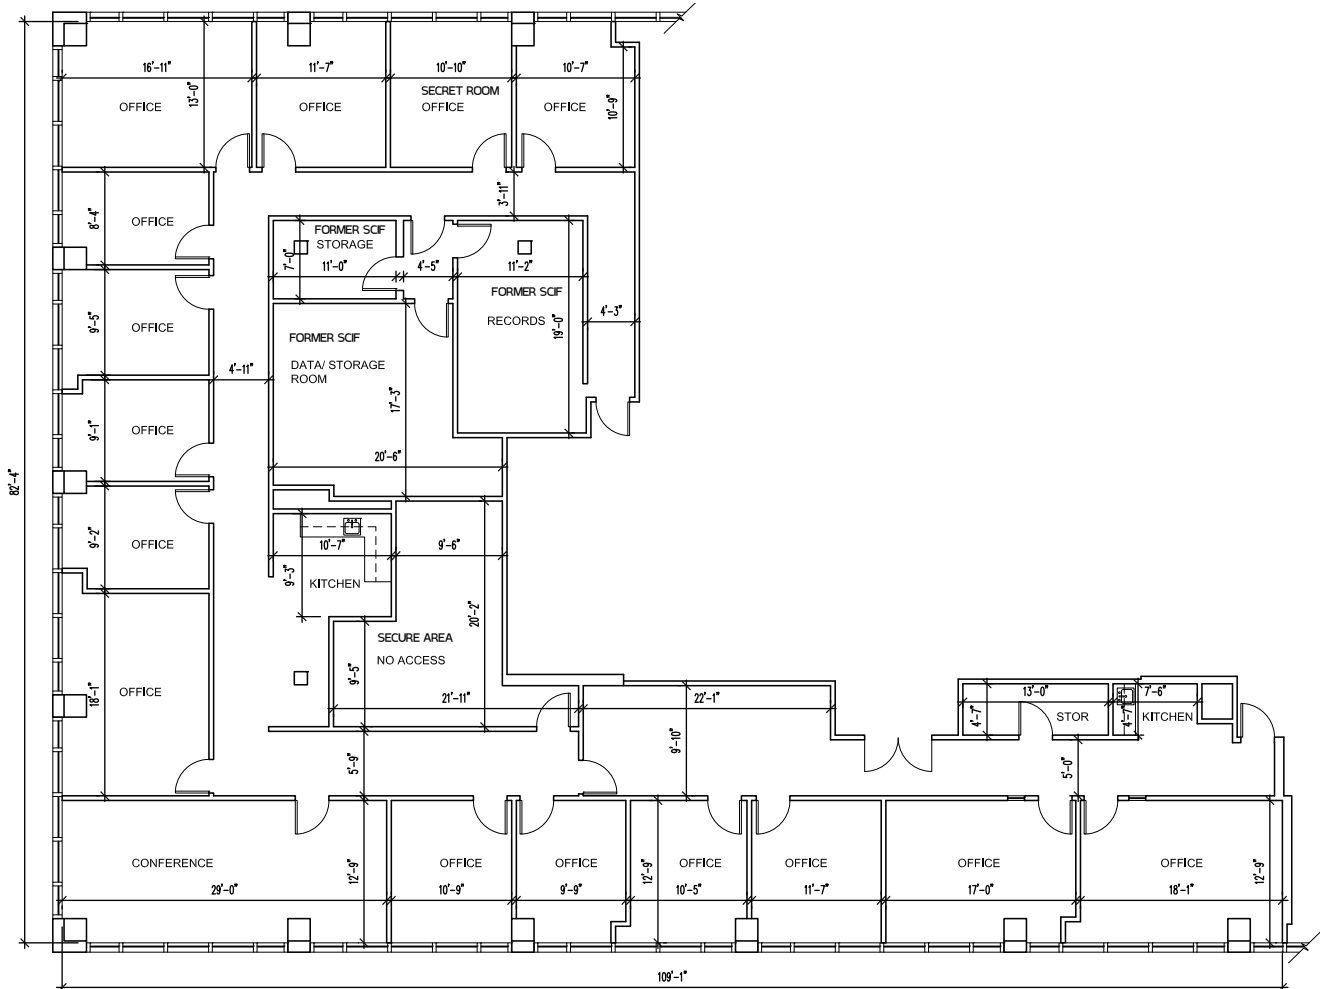 16'-11"
11'-7"
10'-10"
10'-7"
SECRET ROOM
OFFICE
OFFICE
OFFICE
OFFICE
13'-0"
10'-9"
3'-11"
8'-4"
OFFICE
FORMER SCIF
STORAGE
7'-0"
11'-0"
4'-5"
11'-2"
FORMER SCIF
RECORDS
19'-0"
4'-3"
9'-5"
OFFICE
FORMER SCIF
DATA/ STORAGE
ROOM
4'-11"
17'-3"
9'-1"
OFFICE
20'-6"
82'-4"
9'-2"
OFFICE
10'-7"
9'-6"
9'-3"
KITCHEN
20'-2"
SECURE AREA
NO ACCESS
9'-5"
18'-1"
OFFICE
21'-11"
22'-1"
13'-0"
7'-6"
4'-7"
STOR
4'-7"
KITCHEN
5'-9"
9'-10"
5'-0"
CONFERENCE
OFFICE
OFFICE
OFFICE
OFFICE
OFFICE
OFFICE
12'-9"
12'-9"
12'-9"
29'-0"
10'-9"
9'-9"
10'-5"
11'-7"
17'-0"
18'-1"
109'-1"